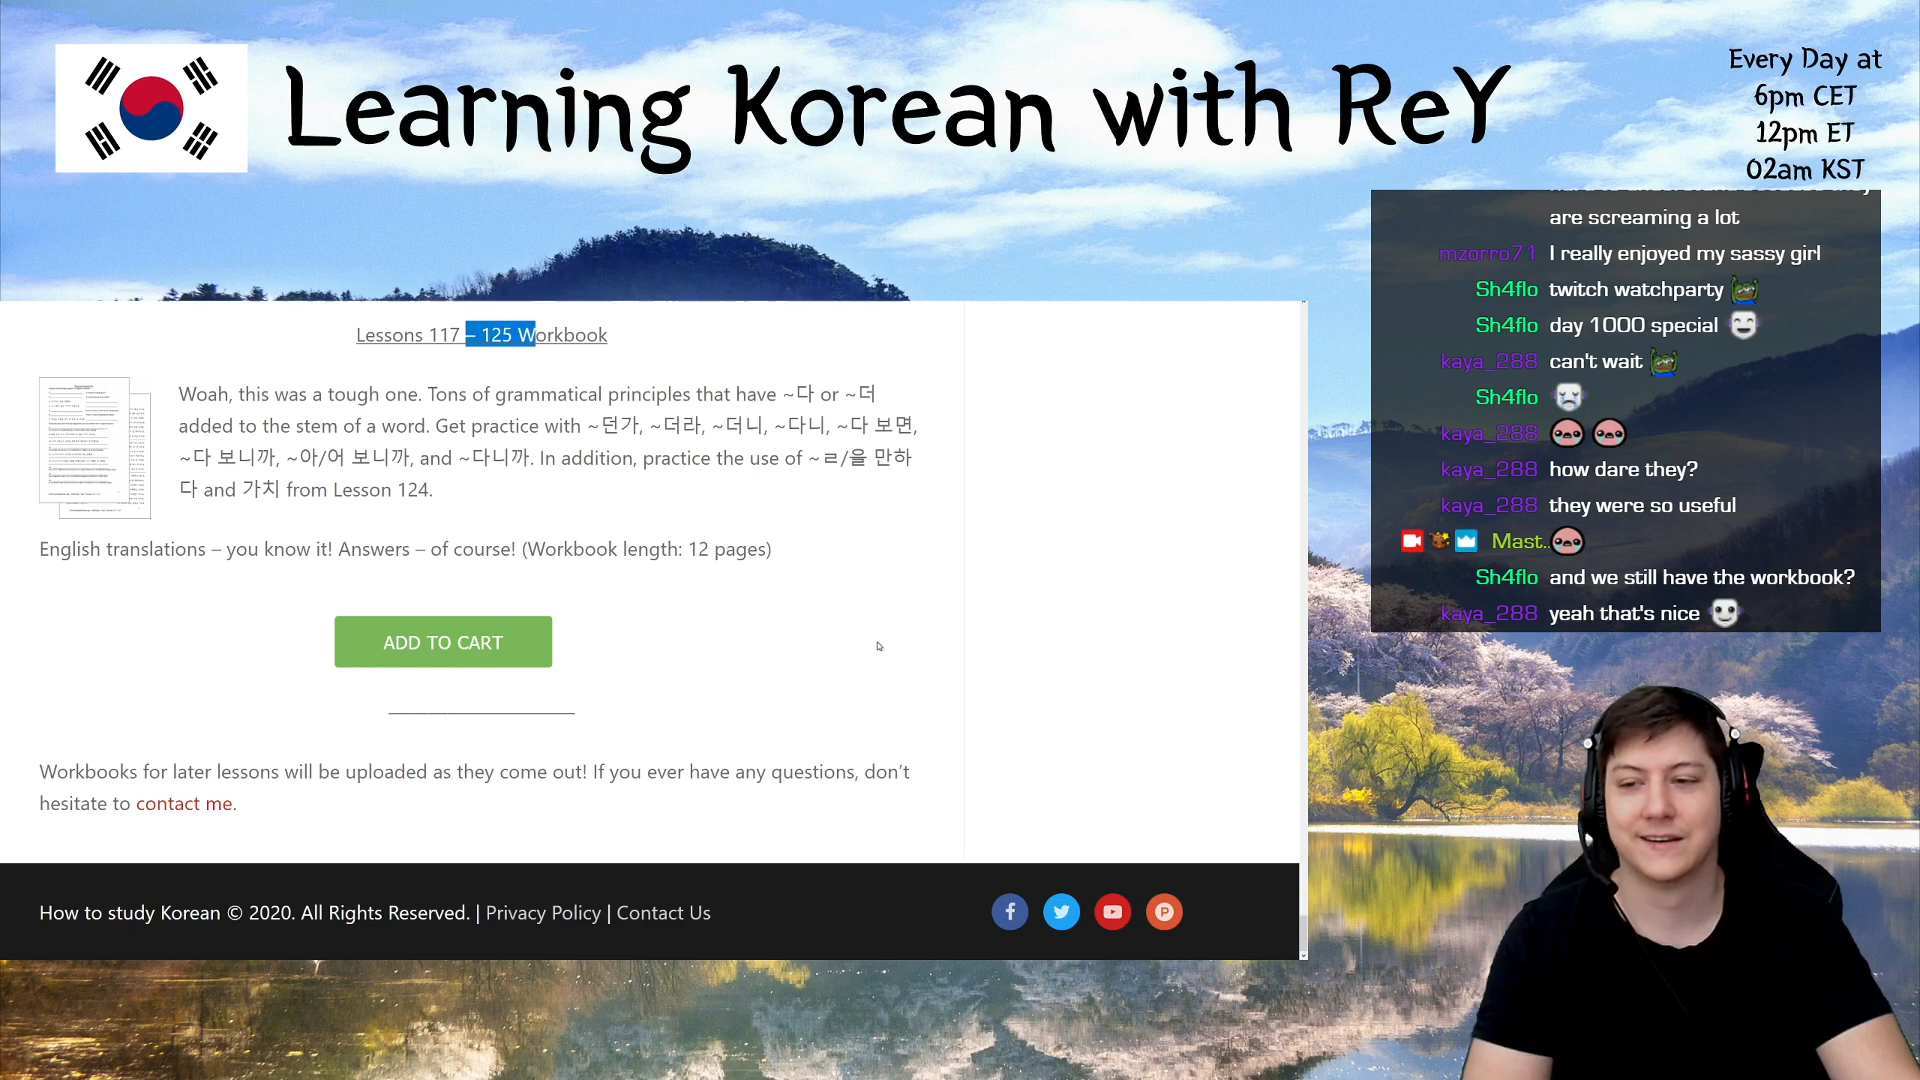 Learning Korean with ReY
Every Day at
6pm CET
12pm ET
02am KST
Lessons 117 – 125 Workbook
Woah, this was a tough one. Tons of grammatical principles that have ~다 or ~더
added to the stem of a word. Get practice with ~던가, ~더라, ~더니, ~다니, ~다 보면,
~다 보니까, ~아/어 보니까, and ~다니까. In addition, practice the use of ~ㄹ/을 만하
다 and 가치 from Lesson 124.
English translations – you know it! Answers – of course! (Workbook length: 12 pages)
ADD TO CART
Workbooks for later lessons will be uploaded as they come out! If you ever have any questions, don’t
hesitate to contact me.
How to study Korean © 2020. All Rights Reserved. | Privacy Policy | Contact Us
are screaming a lot
mzorro71 I really enjoyed my sassy girl
Sh4flo twitch watchparty
Sh4flo day 1000 special
kaya_288 can't wait
Sh4flo
kaya_288
kaya_288 how dare they?
kaya_288 they were so useful
Mast..
Sh4flo and we still have the workbook?
kaya_288 yeah that's nice